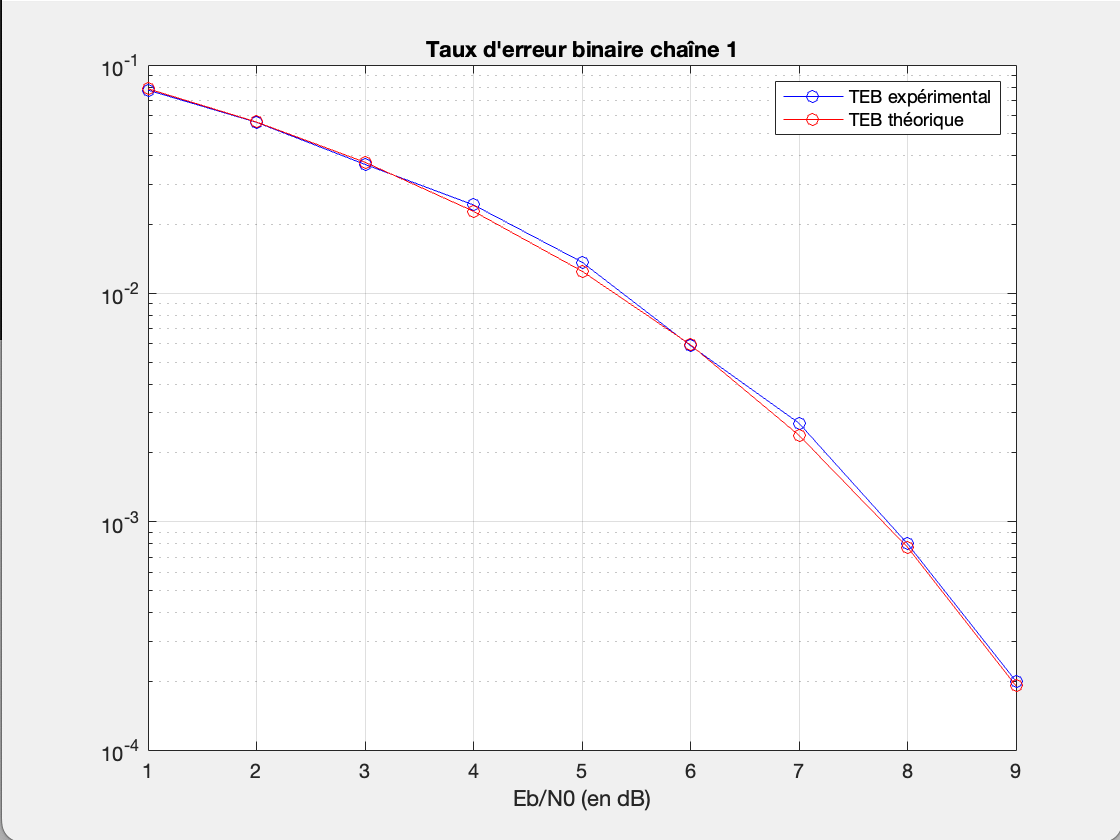 Taux d'erreur binaire chaîne 1
10^-1
TEB expérimental
TEB théorique
10^-2
10^-3
10^-4
1 2 3 4 5 6 7 8 9
Eb/N0 (en dB)